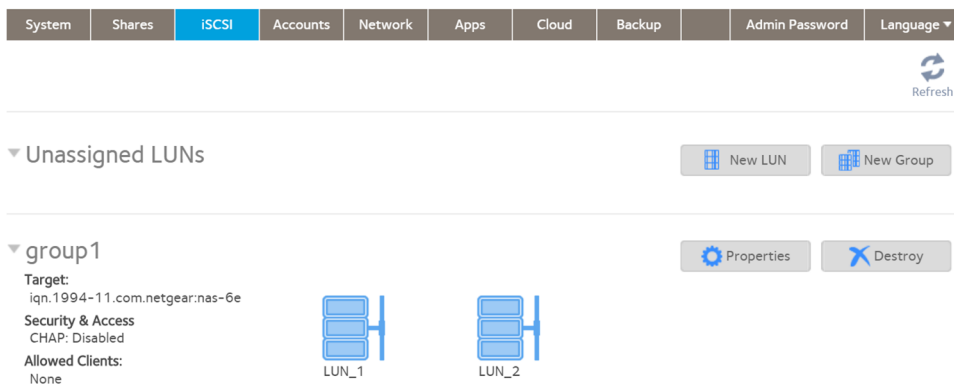 System Shares iSCSI Accounts Network Apps Cloud Backup Admin Password Language
Refresh
Unassigned LUNs
New LUN New Group
group1
Properties Destroy
Target:
iqn.1994-11.com.netgear:nas-6e
Security & Access
CHAP: Disabled
Allowed Clients:
None
LUN_1 LUN_2